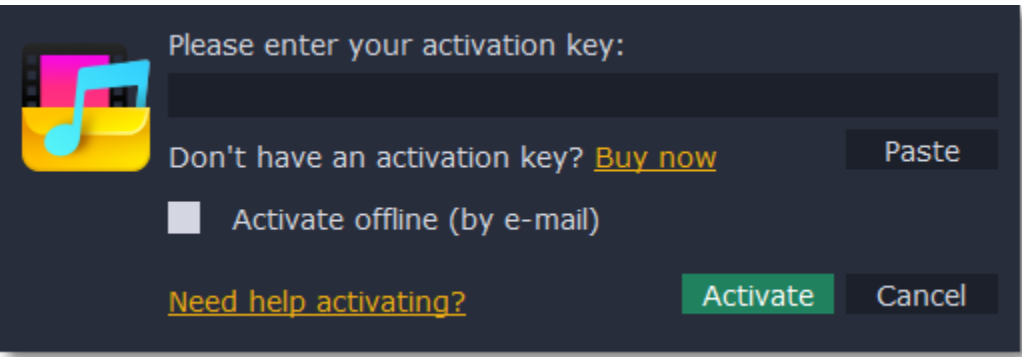 Please enter your activation key:
Don't have an activation key? Buy now
Paste
Activate offline (by e-mail)
Need help activating?
Activate
Cancel